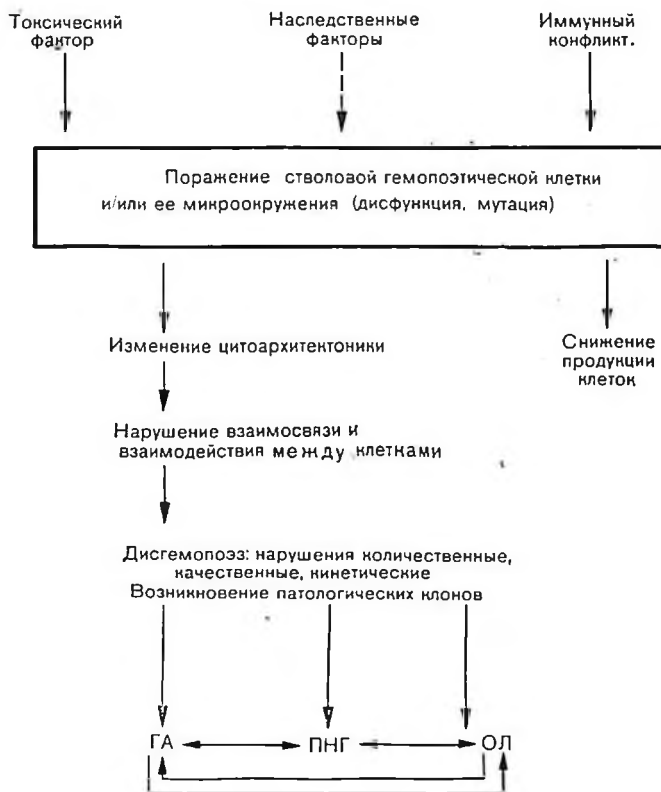 Токсический
фактор
Наследственные
факторы
Иммунный
конфликт.
Поражение стволовой гемопоэтической клетки
и/или ее микроокружения (дисфункция, мутация)
Изменение цитоархитектоники
Снижение
продукции
клеток
Нарушение взаимосвязи и
взаимодействия между клетками
Дисгемопоэз: нарушения количественные,
качественные, кинетические
Возникновение патологических клонов
ГА ПНГ ОЛ